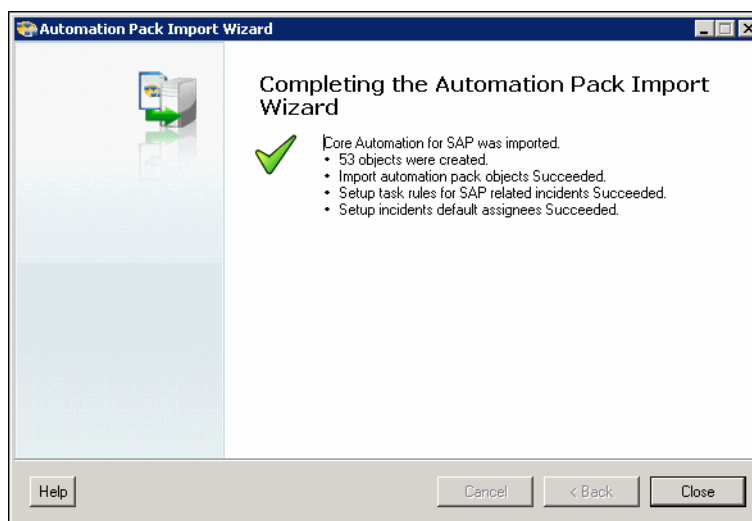 Automation Pack Import Wizard
Completing the Automation Pack Import
Wizard
Core Automation for SAP was imported.
• 53 objects were created.
• Import automation pack objects Succeeded.
• Setup task rules for SAP related incidents Succeeded.
• Setup incidents default assignees Succeeded.
Help
Cancel
< Back
Close